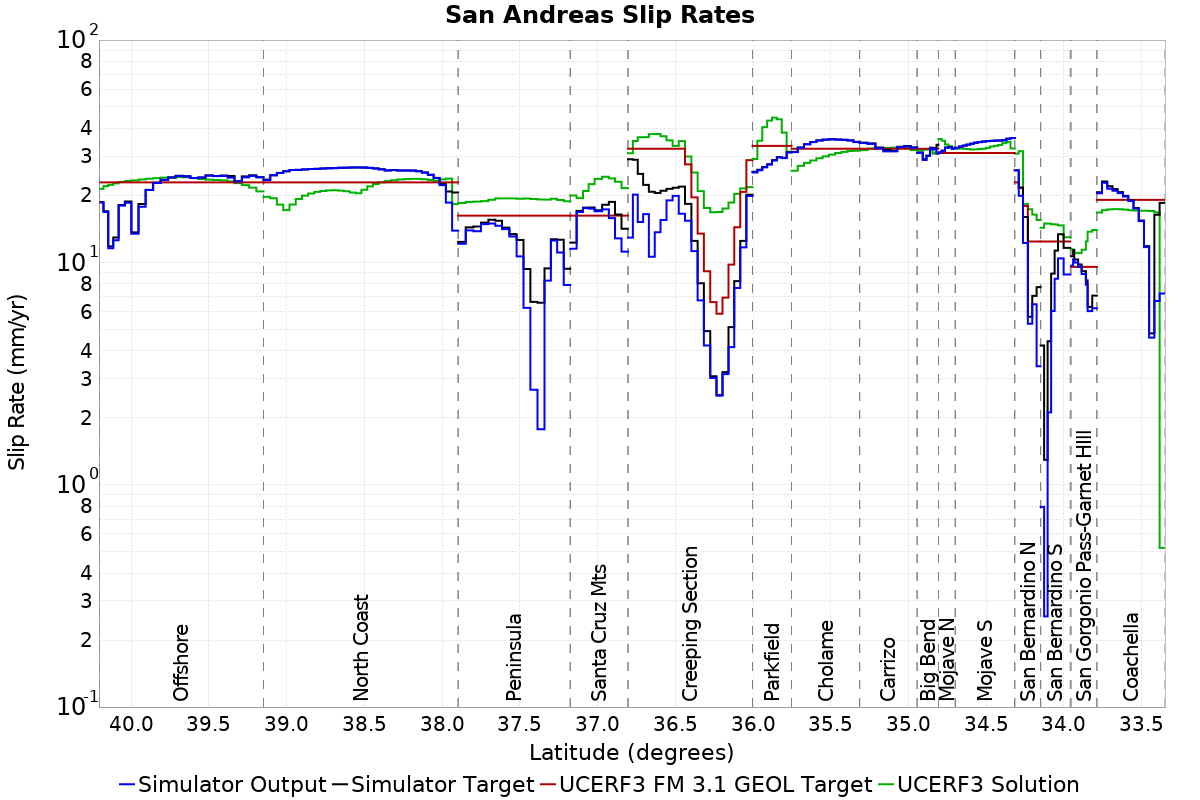 San Andreas Slip Rates
10^2
8
6
4
3
2
10^1
8
6
4
3
2
10^0
8
6
4
3
2
10^-1
Slip Rate (mm/yr)
Offshore
North Coast
Peninsula
Santa Cruz Mts
Creeping Section
Parkfield
Cholame
Carrizo
Big Bend
Mojave N
Mojave S
San Bernardino N
San Bernardino S
San Gorgonio Pass-Garnet HIll
Coachella
40.0 39.5 39.0 38.5 38.0 37.5 37.0 36.5 36.0 35.5 35.0 34.5 34.0 33.5
Latitude (degrees)
Simulator Output Simulator Target UCERF3 FM 3.1 GEOL Target UCERF3 Solution